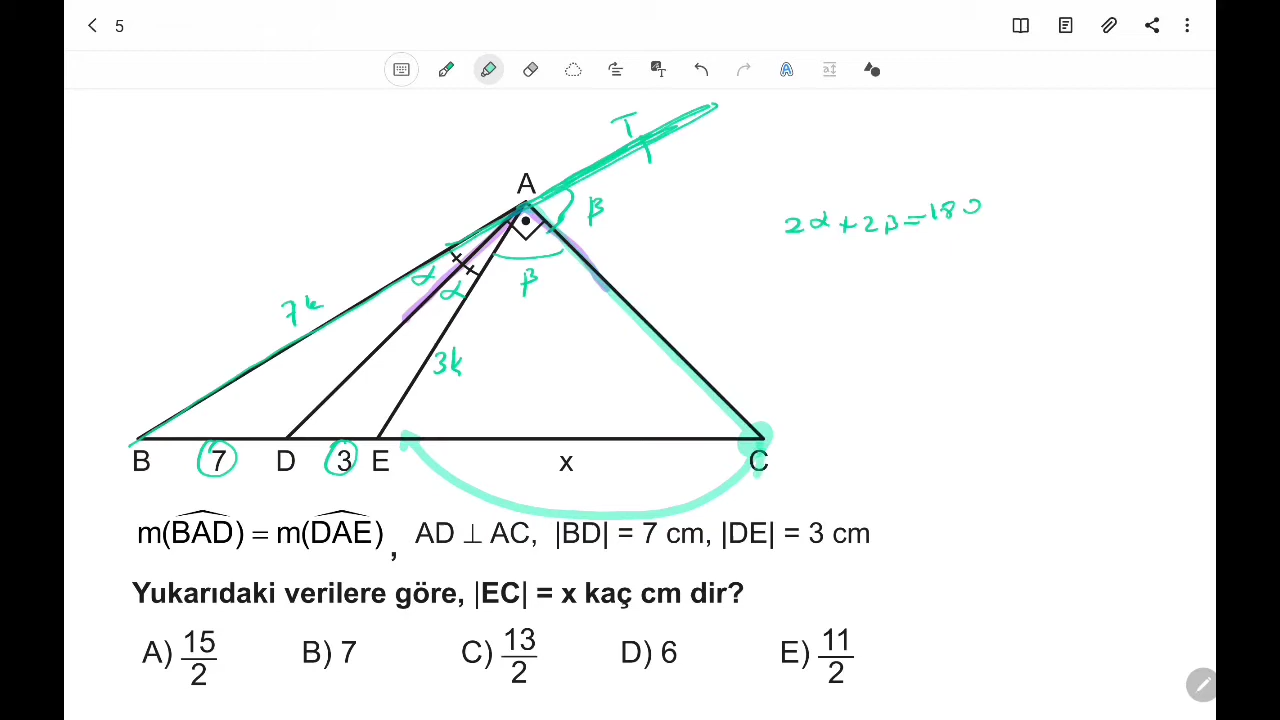 5
T
A
β
2α+2β=180
α
α
β
7k
3k
B 7 D 3 E x C
m(BAD) = m(DAE), AD ⊥ AC, |BD| = 7 cm, |DE| = 3 cm
Yukarıdaki verilere göre, |EC| = x kaç cm dir?
A) 15/2 B) 7 C) 13/2 D) 6 E) 11/2